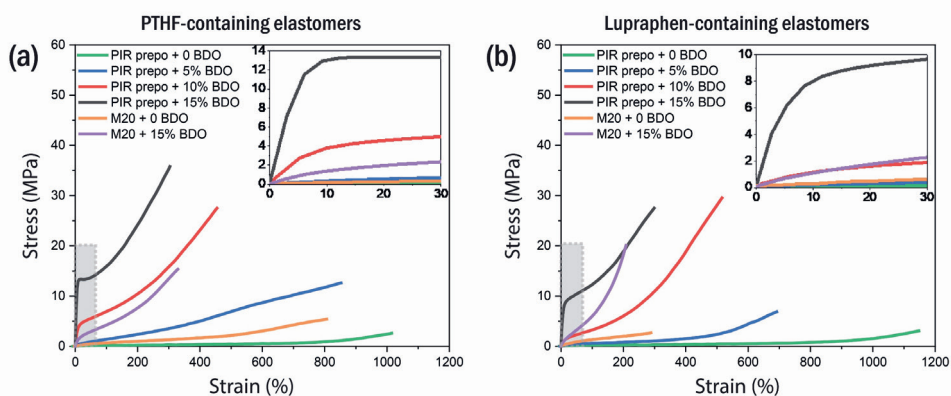 PTHF-containing elastomers
(a)
Stress (MPa)
60
50
40
30
20
10
0
0
200
400
600
800
1000
1200
Strain (%)
PIR prepo + 0 BDO
PIR prepo + 5% BDO
PIR prepo + 10% BDO
PIR prepo + 15% BDO
M20 + 0 BDO
M20 + 15% BDO
14
12
10
8
6
4
2
0
0
10
20
30
Lupraphen-containing elastomers
(b)
Stress (MPa)
60
50
40
30
20
10
0
0
200
400
600
800
1000
1200
Strain (%)
PIR prepo + 0 BDO
PIR prepo + 5% BDO
PIR prepo + 10% BDO
PIR prepo + 15% BDO
M20 + 0 BDO
M20 + 15% BDO
10
8
6
4
2
0
0
10
20
30